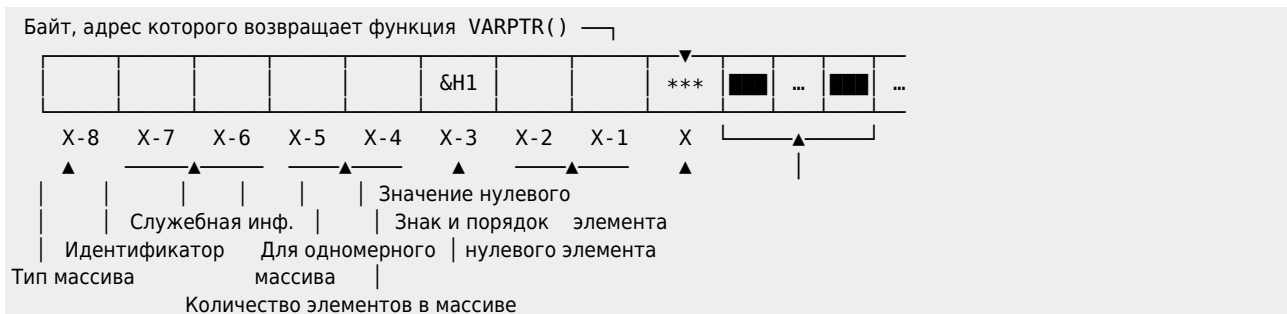 Байт, адрес которого возвращает функция VARPTR()
&H1 *** ... ...
X-8 X-7 X-6 X-5 X-4 X-3 X-2 X-1 X
Значение нулевого
Служебная инф. Знак и порядок элемента
Идентификатор Для одномерного нулевого элемента
Тип массива массива
Количество элементов в массиве